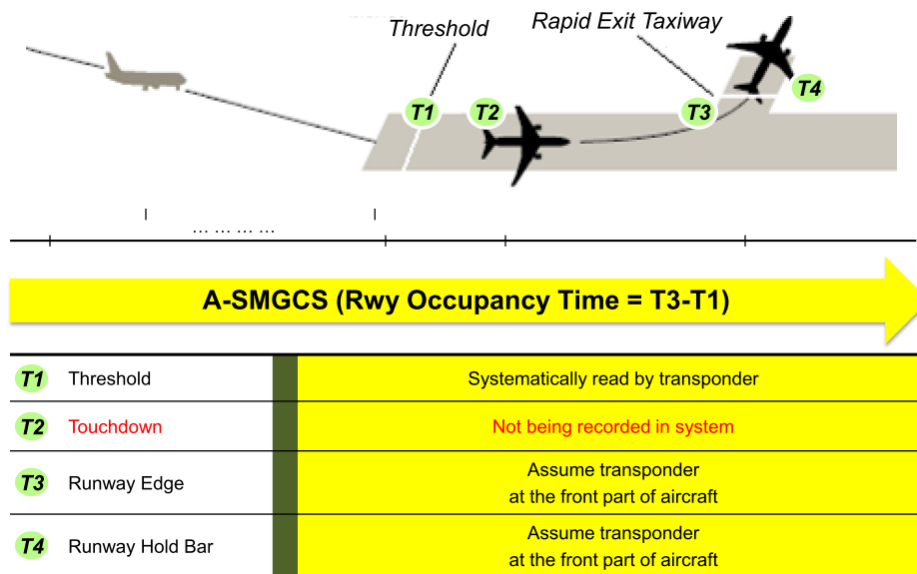 Threshold
Rapid Exit Taxiway
T1
T2
T3
T4
... ... ... ...
A-SMGCS (Rwy Occupancy Time = T3-T1)
T1 Threshold Systematically read by transponder
T2 Touchdown Not being recorded in system
T3 Runway Edge Assume transponder
at the front part of aircraft
T4 Runway Hold Bar Assume transponder
at the front part of aircraft